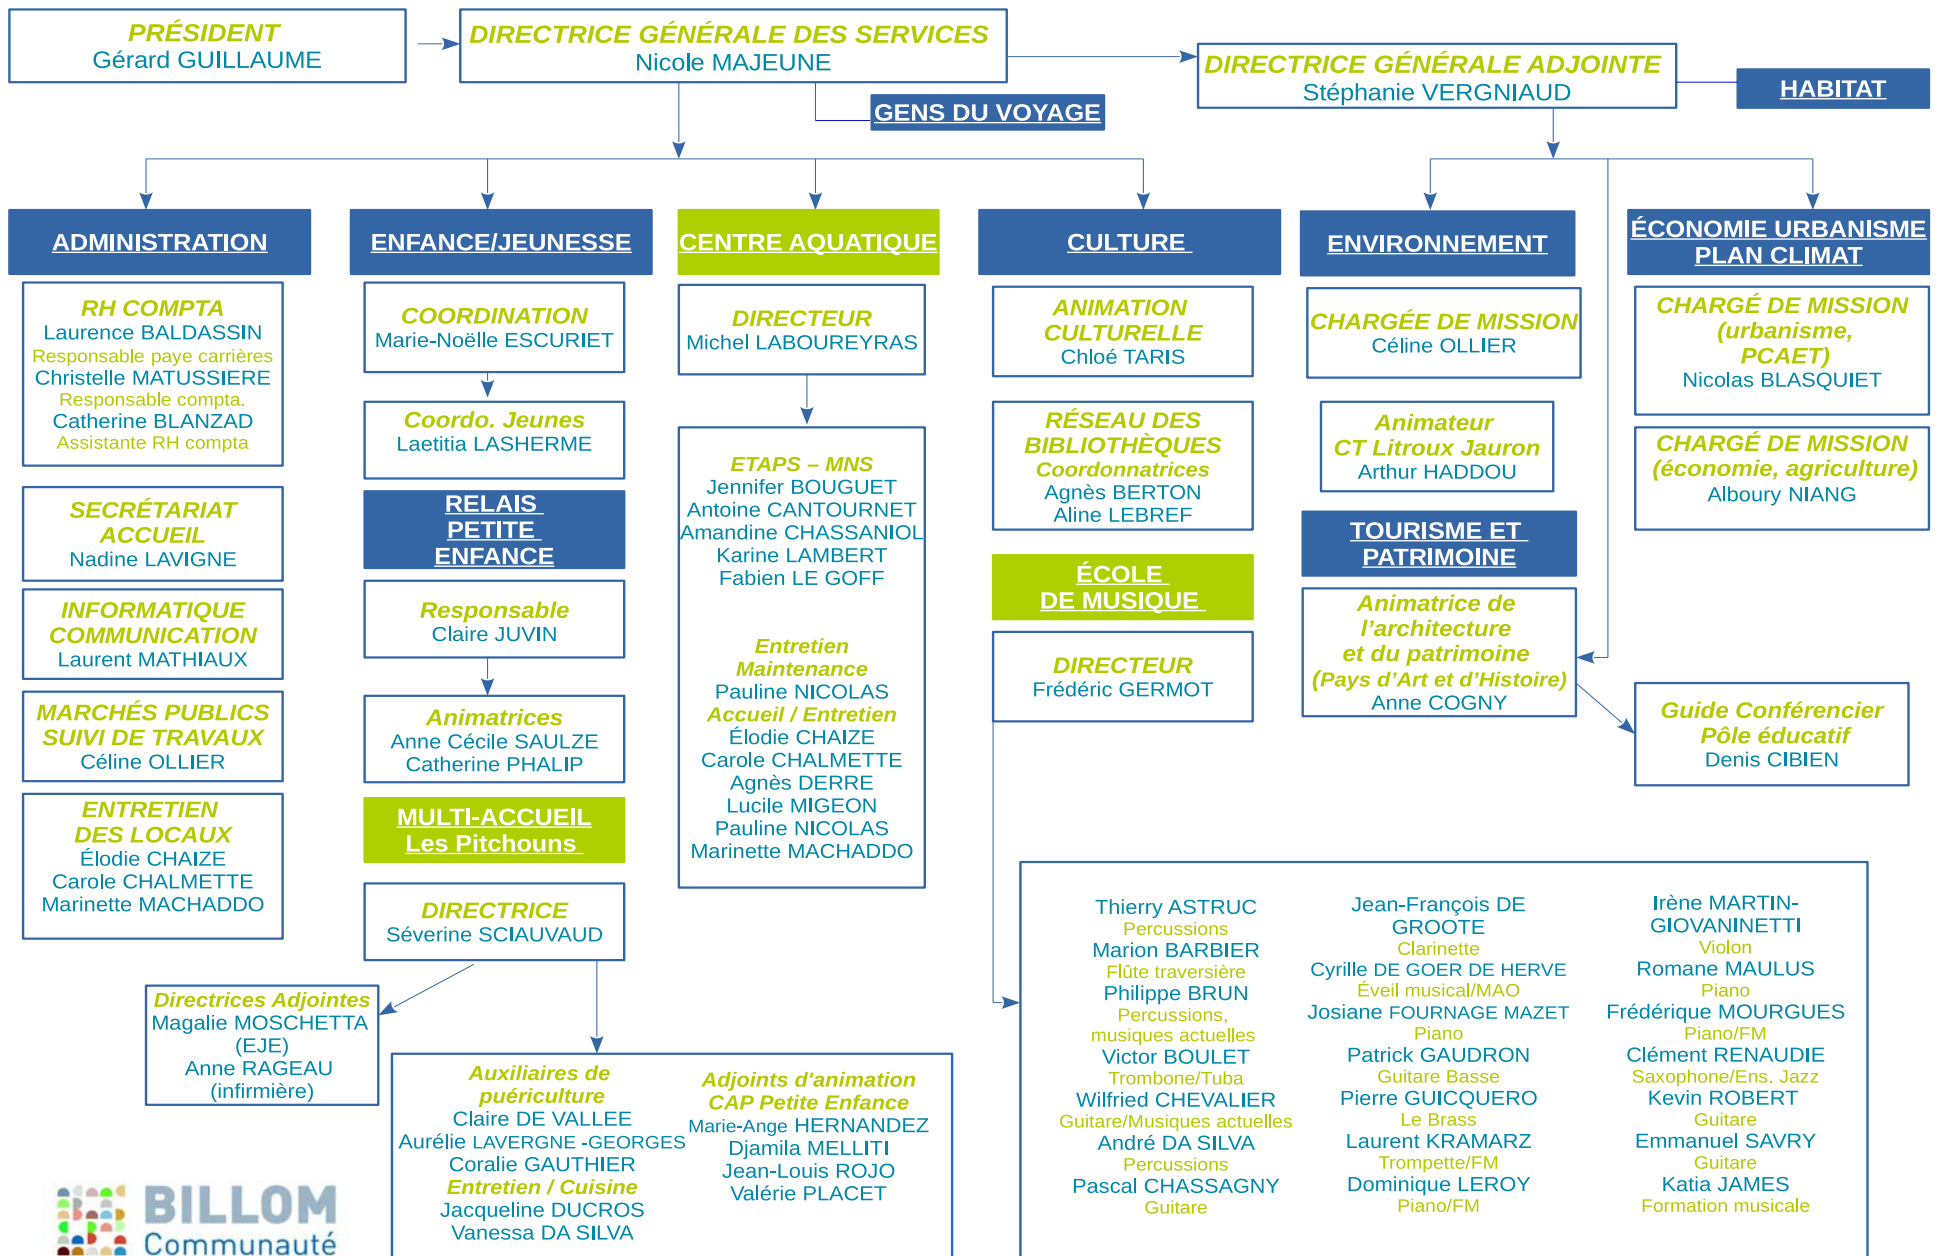 PRÉSIDENT
Gérard GUILLAUME
DIRECTRICE GÉNÉRALE DES SERVICES
Nicole MAJEUNE
DIRECTRICE GÉNÉRALE ADJOINTE
Stéphanie VERGNIAUD
HABITAT
GENS DU VOYAGE
ADMINISTRATION
RH COMPTA
Laurence BALDASSIN
Responsable paye carrières
Christelle MATUSSIERE
Responsable compta.
Catherine BLANZAD
Assistante RH compta
SECRÉTARIAT
ACCUEIL
Nadine LAVIGNE
INFORMATIQUE
COMMUNICATION
Laurent MATHIAUX
MARCHÉS PUBLICS
SUIVI DE TRAVAUX
Céline OLLIER
ENTRETIEN
DES LOCAUX
Élodie CHAIZE
Carole CHALMETTE
Marinette MACHADDO
ENFANCE/JEUNESSE
COORDINATION
Marie-Noëlle ESCURIET
Coordo. Jeunes
Laetitia LASHERME
RELAIS
PETITE
ENFANCE
Responsable
Claire JUVIN
Animatrices
Anne Cécile SAULZE
Catherine PHALIP
MULTI-ACCUEIL
Les Pitchouns
DIRECTRICE
Séverine SCIAUVAUD
Directrices Adjointes
Magalie MOSCHETTA
(EJE)
Anne RAGEAU
(infirmière)
Auxiliaires de
puériculture
Claire DE VALLEE
Aurélie LAVERGNE -GEORGES
Coralie GAUTHIER
Entretien / Cuisine
Jacqueline DUCROS
Vanessa DA SILVA
Adjoints d'animation
CAP Petite Enfance
Marie-Ange HERNANDEZ
Djamila MELLITI
Jean-Louis ROJO
Valérie PLACET
CENTRE AQUATIQUE
DIRECTEUR
Michel LABOUREYRAS
ETAPS – MNS
Jennifer BOUGUET
Antoine CANTOURNET
Amandine CHASSANIOL
Karine LAMBERT
Fabien LE GOFF
Entretien
Maintenance
Pauline NICOLAS
Accueil / Entretien
Élodie CHAIZE
Carole CHALMETTE
Agnès DERRE
Lucile MIGEON
Pauline NICOLAS
Marinette MACHADDO
CULTURE
ANIMATION
CULTURELLE
Chloé TARIS
RÉSEAU DES
BIBLIOTHÈQUES
Coordonnatrices
Agnès BERTON
Aline LEBREF
ÉCOLE
DE MUSIQUE
DIRECTEUR
Frédéric GERMOT
Thierry ASTRUC
Percussions
Marion BARBIER
Flûte traversière
Philippe BRUN
Percussions,
musiques actuelles
Victor BOULET
Trombone/Tuba
Wilfried CHEVALIER
Guitare/Musiques actuelles
André DA SILVA
Percussions
Pascal CHASSAGNY
Guitare
Jean-François DE
GROOTE
Clarinette
Cyrille DE GOER DE HERVE
Éveil musical/MAO
Josiane FOURNAGE MAZET
Piano
Patrick GAUDRON
Guitare Basse
Pierre GUICQUERO
Le Brass
Laurent KRAMARZ
Trompette/FM
Dominique LEROY
Piano/FM
Irène MARTIN-
GIOVANINETTI
Violon
Romane MAULUS
Piano
Frédérique MOURGUES
Piano/FM
Clément RENAUDIE
Saxophone/Ens. Jazz
Kevin ROBERT
Guitare
Emmanuel SAVRY
Guitare
Katia JAMES
Formation musicale
ENVIRONNEMENT
CHARGÉE DE MISSION
Céline OLLIER
Animateur
CT Litroux Jauron
Arthur HADDOU
TOURISME ET
PATRIMOINE
Animatrice de
l’architecture
et du patrimoine
(Pays d’Art et d’Histoire)
Anne COGNY
Guide Conférencier
Pôle éducatif
Denis CIBIEN
ÉCONOMIE URBANISME
PLAN CLIMAT
CHARGÉ DE MISSION
(urbanisme,
PCAET)
Nicolas BLASQUIET
CHARGÉ DE MISSION
(économie, agriculture)
Alboury NIANG
BILLOM
Communauté